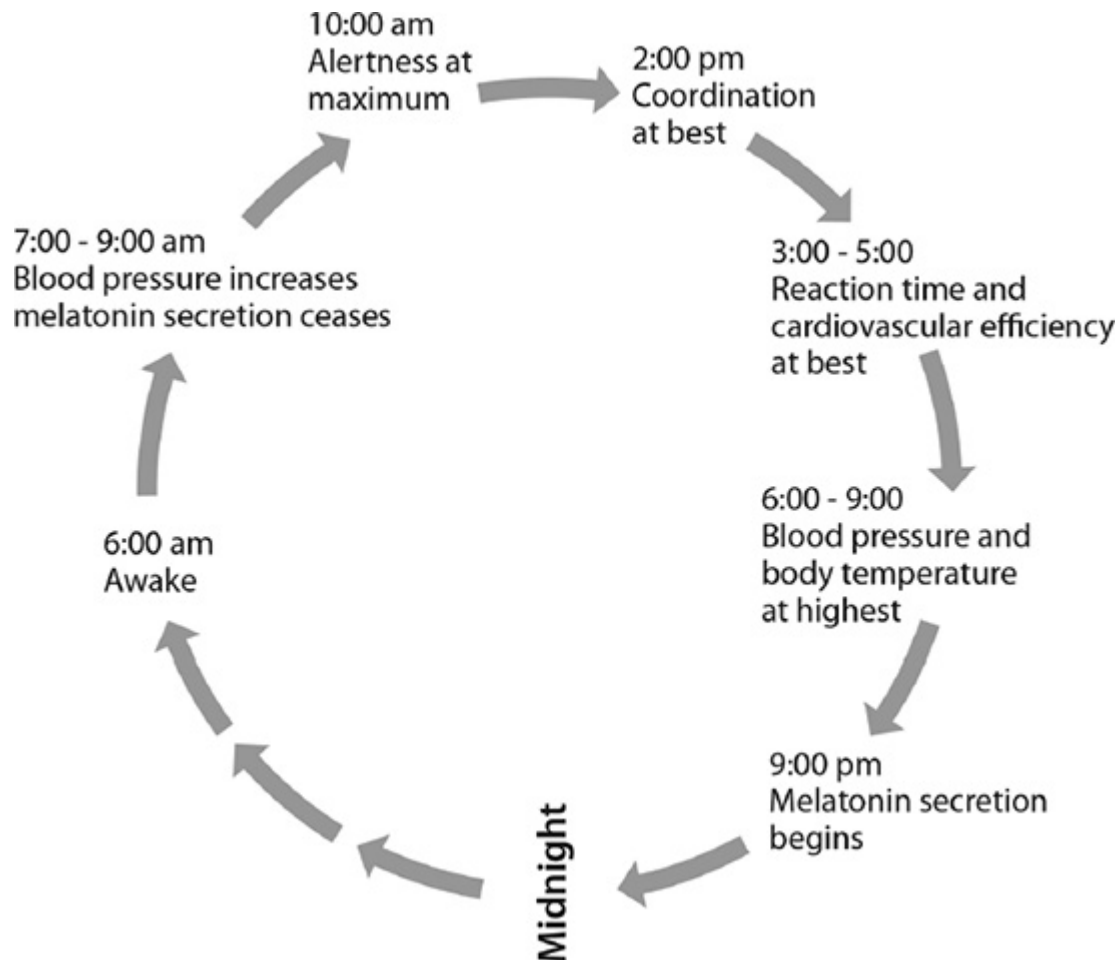 10:00 am
Alertness at
maximum
2:00 pm
Coordination
at best
3:00 - 5:00
Reaction time and
cardiovascular efficiency
at best
6:00 - 9:00
Blood pressure and
body temperature
at highest
9:00 pm
Melatonin secretion
begins
Midnight
6:00 am
Awake
7:00 - 9:00 am
Blood pressure increases
melatonin secretion ceases